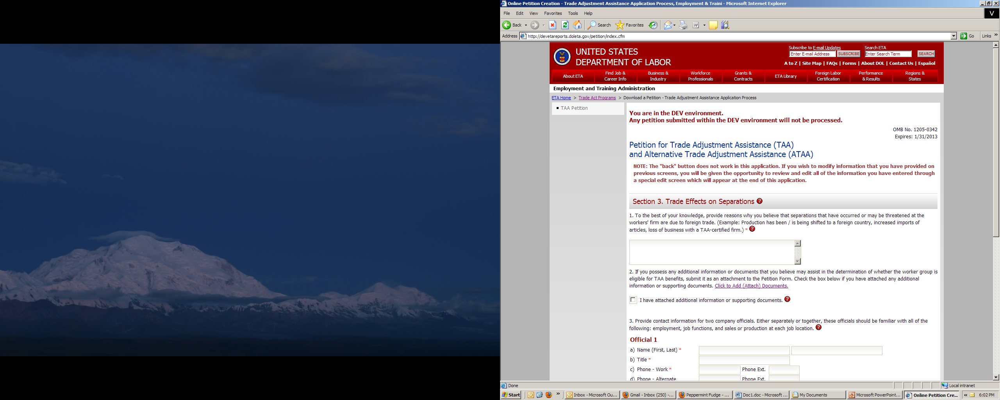 Online Petition Creation - Trade Adjustment Assistance Application Process, Employment & Traini - Microsoft Internet Explorer
File Edit View Favorites Tools Help
Back Search Favorites
Address http://devetareports.doleta.gov/petition/index.cfm Go Links »
UNITED STATES
DEPARTMENT OF LABOR
Subscribe to E-mail Updates Search ETA
Enter E-mail Address SUBSCRIBE Enter Search Term SEARCH
A to Z | Site Map | FAQs | Forms | About DOL | Contact Us | Español
About ETA
Find Job &
Career Info
Business &
Industry
Workforce
Professionals
Grants &
Contracts
ETA Library
Foreign Labor
Certification
Performance
& Results
Regions &
States
Employment and Training Administration
ETA Home > Trade Act Programs > Download a Petition - Trade Adjustment Assistance Application Process
TAA Petition
You are in the DEV environment.
Any petition submitted within the DEV environment will not be processed.
OMB No. 1205-0342
Expires: 1/31/2013
Petition for Trade Adjustment Assistance (TAA)
and Alternative Trade Adjustment Assistance (ATAA)
NOTE: The "back" button does not work in this application. If you wish to modify information that you have provided on
previous screens, you will be given the opportunity to review and edit all of the information you have entered through
a special edit screen which will appear at the end of this application.
Section 3. Trade Effects on Separations ?
1. To the best of your knowledge, provide reasons why you believe that separations that have occurred or may be threatened at the
workers' firm are due to foreign trade. (Example: Production has been / is being shifted to a foreign country, increased imports of
articles, loss of business with a TAA-certified firm.) * ?
2. If you possess any additional information or documents that you believe may assist in the determination of whether the worker group is
eligible for TAA benefits, submit it as an attachment to the Petition Form. Check the box below if you have attached any additional
information or supporting documents. Click to Add (Attach) Documents.
I have attached additional information or supporting documents. ?
3. Provide contact information for two company officials. Either separately or together, these officials should be familiar with all of the
following: employment, job functions, and sales or production at each job location. ?
Official 1
a) Name (First, Last) *
b) Title *
c) Phone - Work * Phone Ext.
d) Phone - Alternate Phone Ext.
Done Local intranet
Start » Inbox - Microsoft Ou... Gmail - Inbox (250) -... Peppermint Fudge - ... Doc1.doc - Microsoft ... My Documents Microsoft PowerPoint... Online Petition Cre... « 6:02 PM